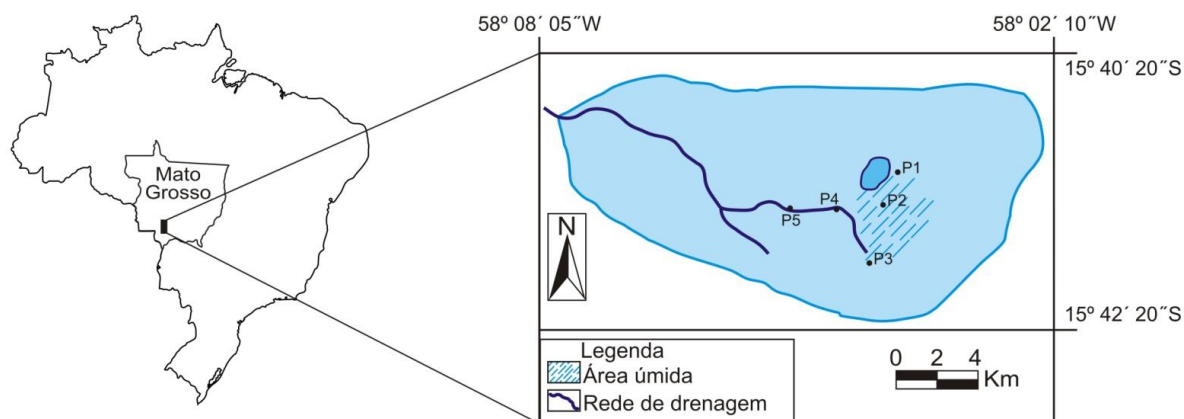 58º 08´ 05˝W
58º 02´ 10˝W
15º 40´ 20˝S
Mato
Grosso
P1
P2
P4
P5
P3
N
15º 42´ 20˝S
Legenda
Área úmida
Rede de drenagem
0 2 4
Km